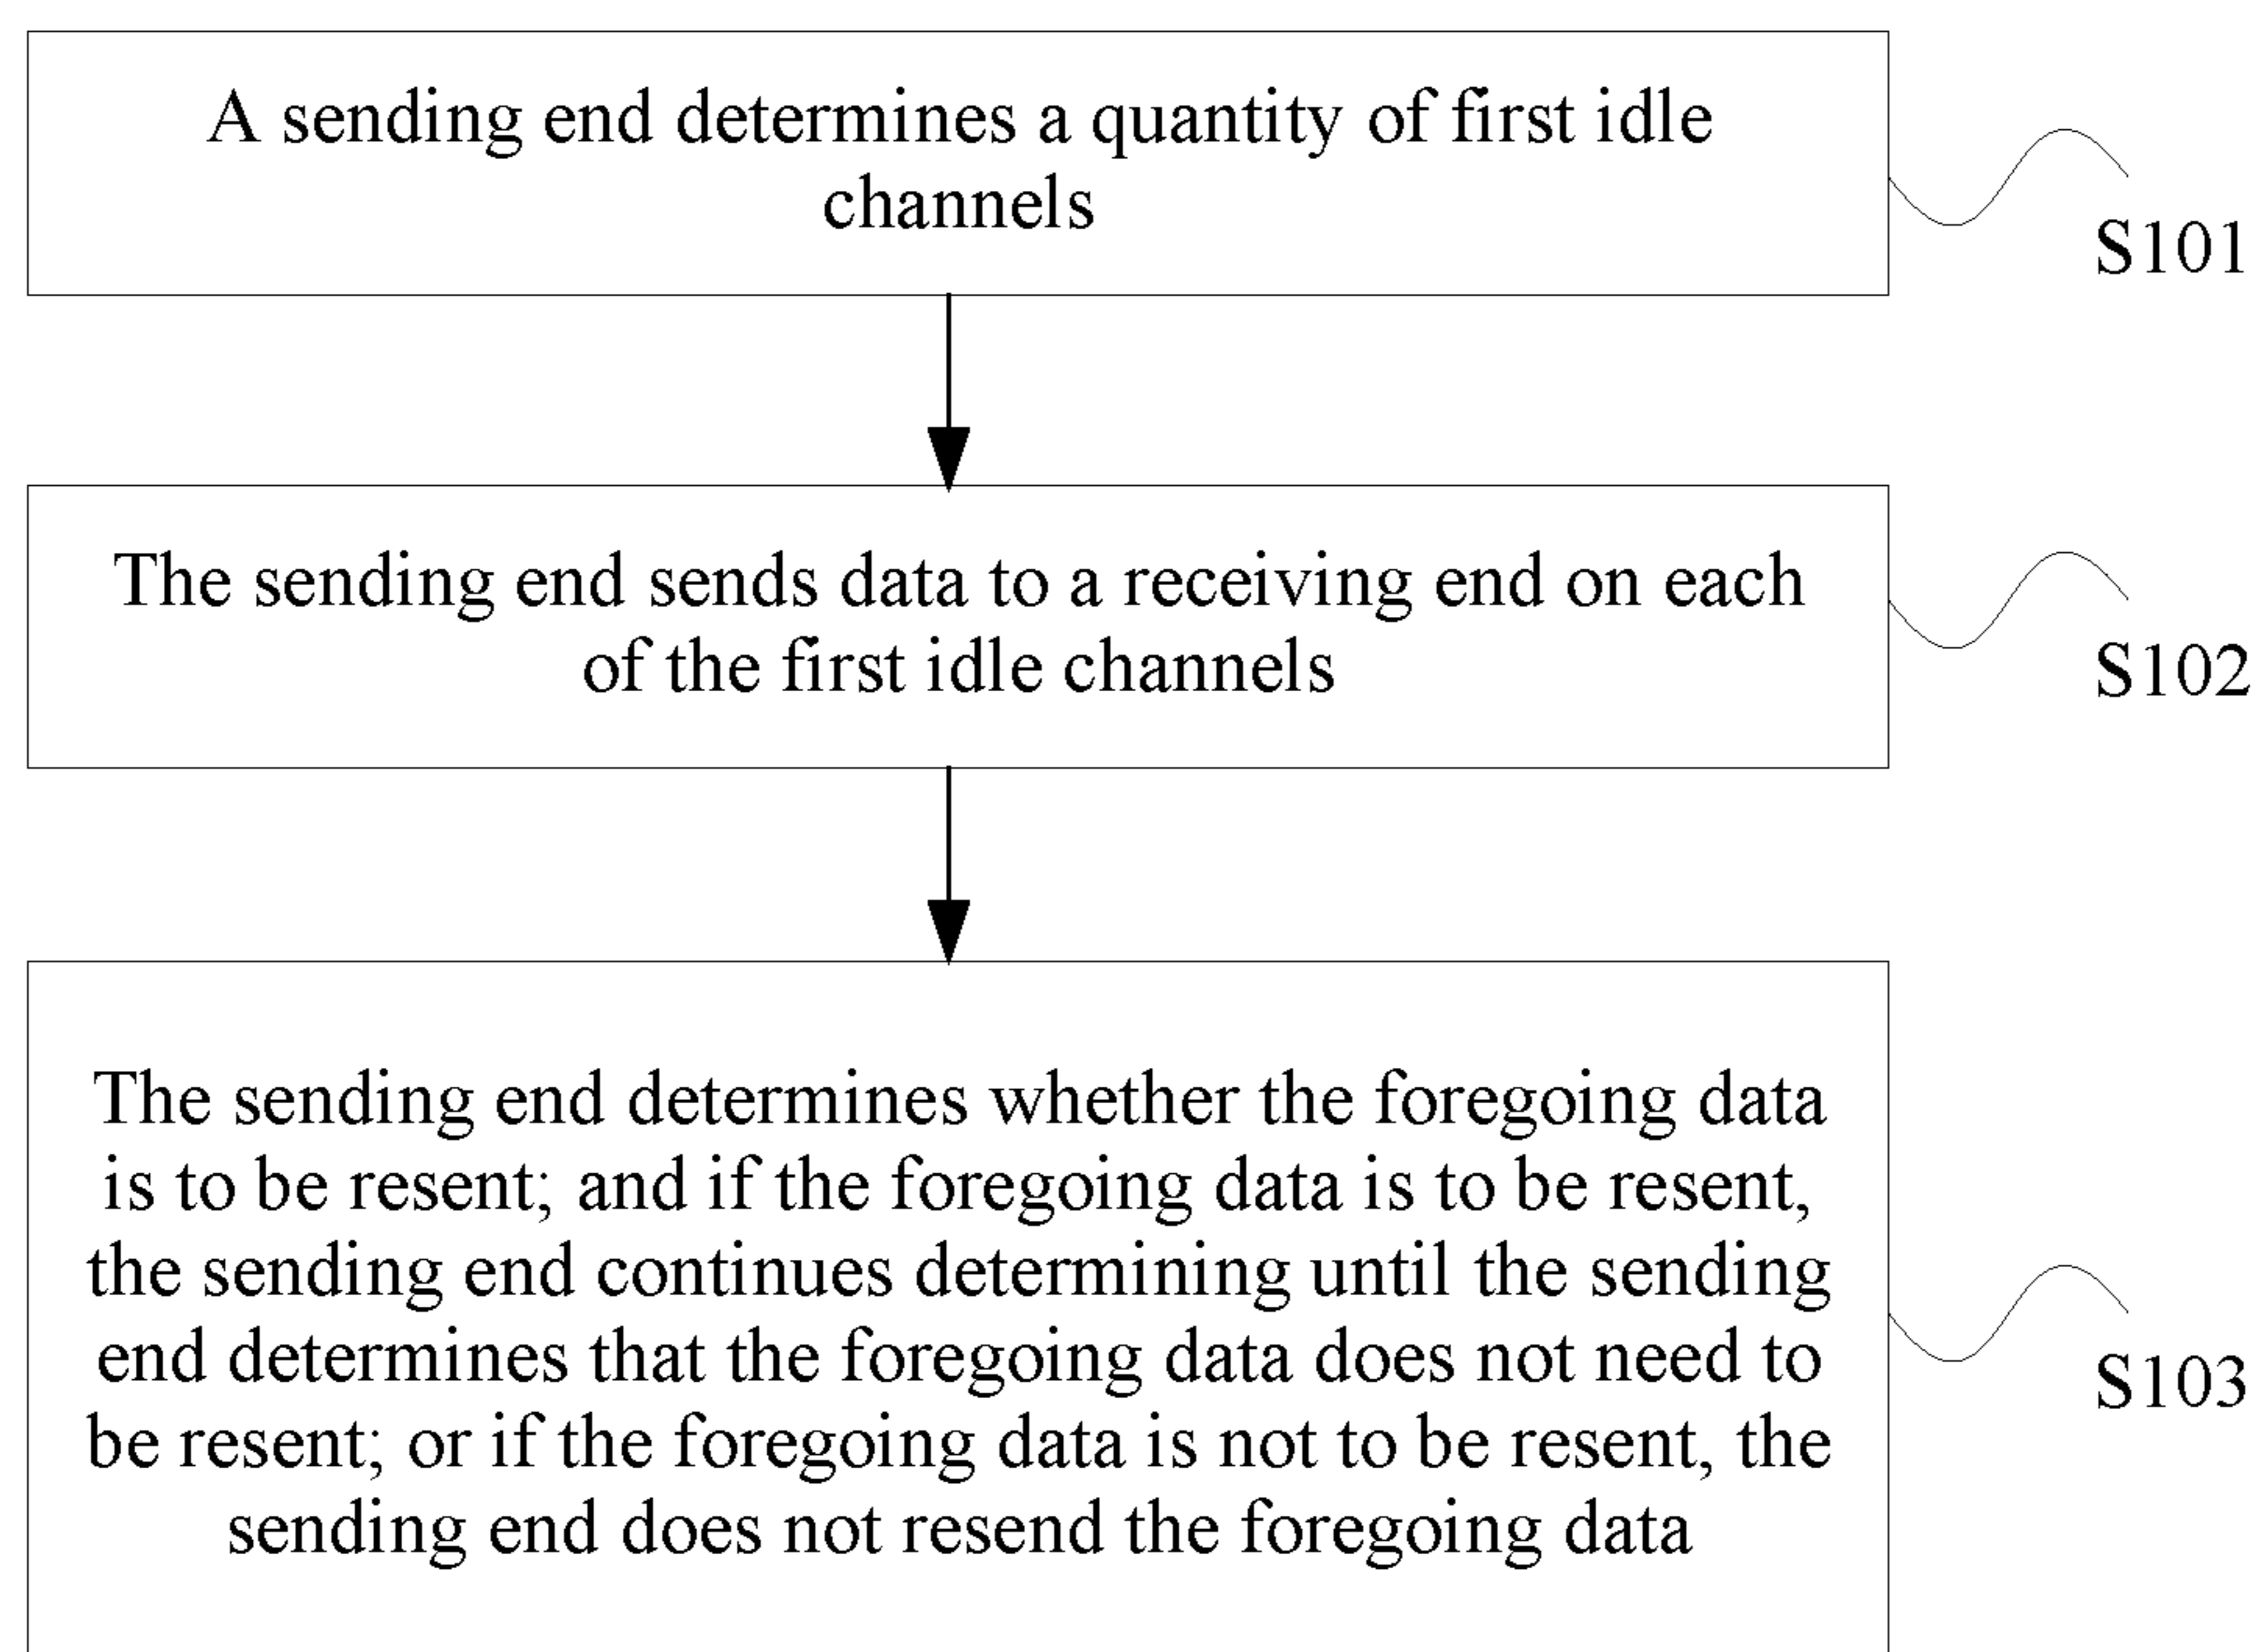 A sending end determines a quantity of first idle
channels
S101
The sending end sends data to a receiving end on each
of the first idle channels
S102
The sending end determines whether the foregoing data
is to be resent; and if the foregoing data is to be resent,
the sending end continues determining until the sending
end determines that the foregoing data does not need to
be resent; or if the foregoing data is not to be resent, the
sending end does not resend the foregoing data
S103